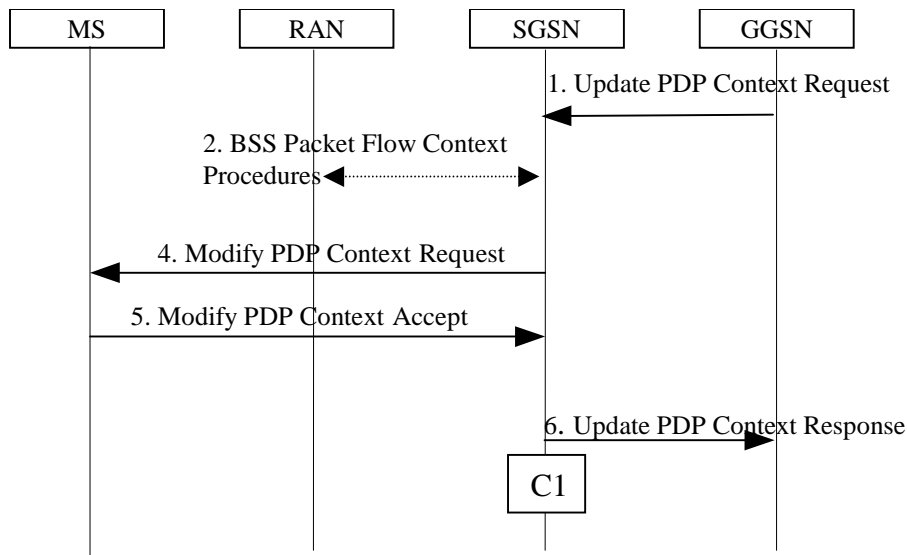 MS
RAN
SGSN
GGSN
1. Update PDP Context Request
2. BSS Packet Flow Context
Procedures
4. Modify PDP Context Request
5. Modify PDP Context Accept
6. Update PDP Context Response
C1